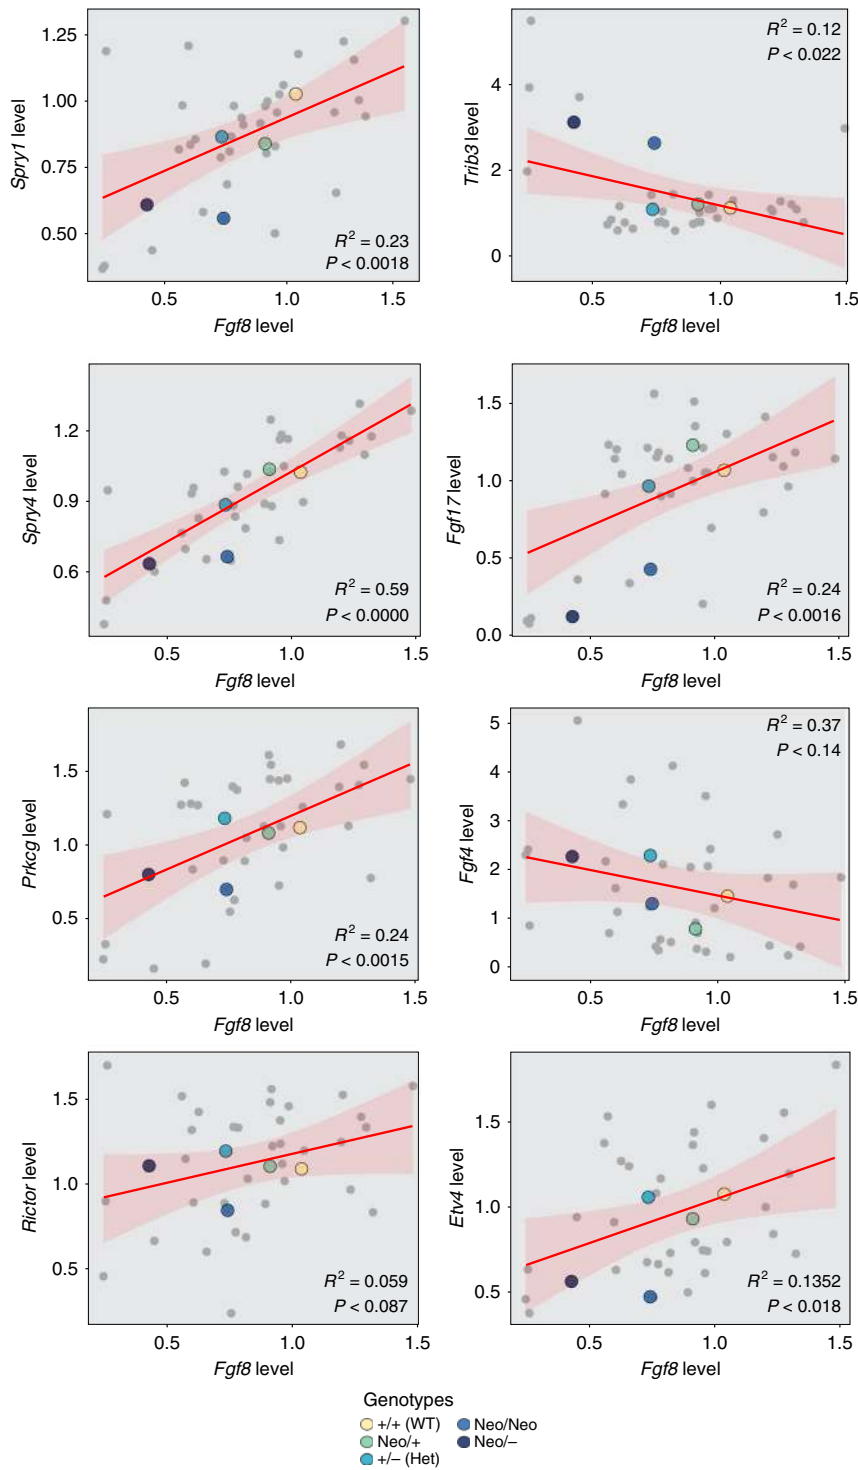 1.25
1.00
0.75
0.50
Spry1 level
R² = 0.23
P < 0.0018
0.5 1.0 1.5
Fgf8 level
4
2
0
Trib3 level
R² = 0.12
P < 0.022
0.5 1.0 1.5
Fgf8 level
1.2
0.9
0.6
Spry4 level
R² = 0.59
P < 0.0000
0.5 1.0 1.5
Fgf8 level
1.5
1.0
0.5
0.0
Fgf17 level
R² = 0.24
P < 0.0016
0.5 1.0 1.5
Fgf8 level
1.5
1.0
0.5
Prkcg level
R² = 0.24
P < 0.0015
0.5 1.0 1.5
Fgf8 level
5
4
3
2
1
0
Fgf4 level
R² = 0.37
P < 0.14
0.5 1.0 1.5
Fgf8 level
1.5
1.0
0.5
Rictor level
R² = 0.059
P < 0.087
0.5 1.0 1.5
Fgf8 level
1.5
1.0
0.5
Etv4 level
R² = 0.1352
P < 0.018
0.5 1.0 1.5
Fgf8 level
Genotypes
+/+ (WT) Neo/Neo
Neo/+ Neo/–
+/– (Het)